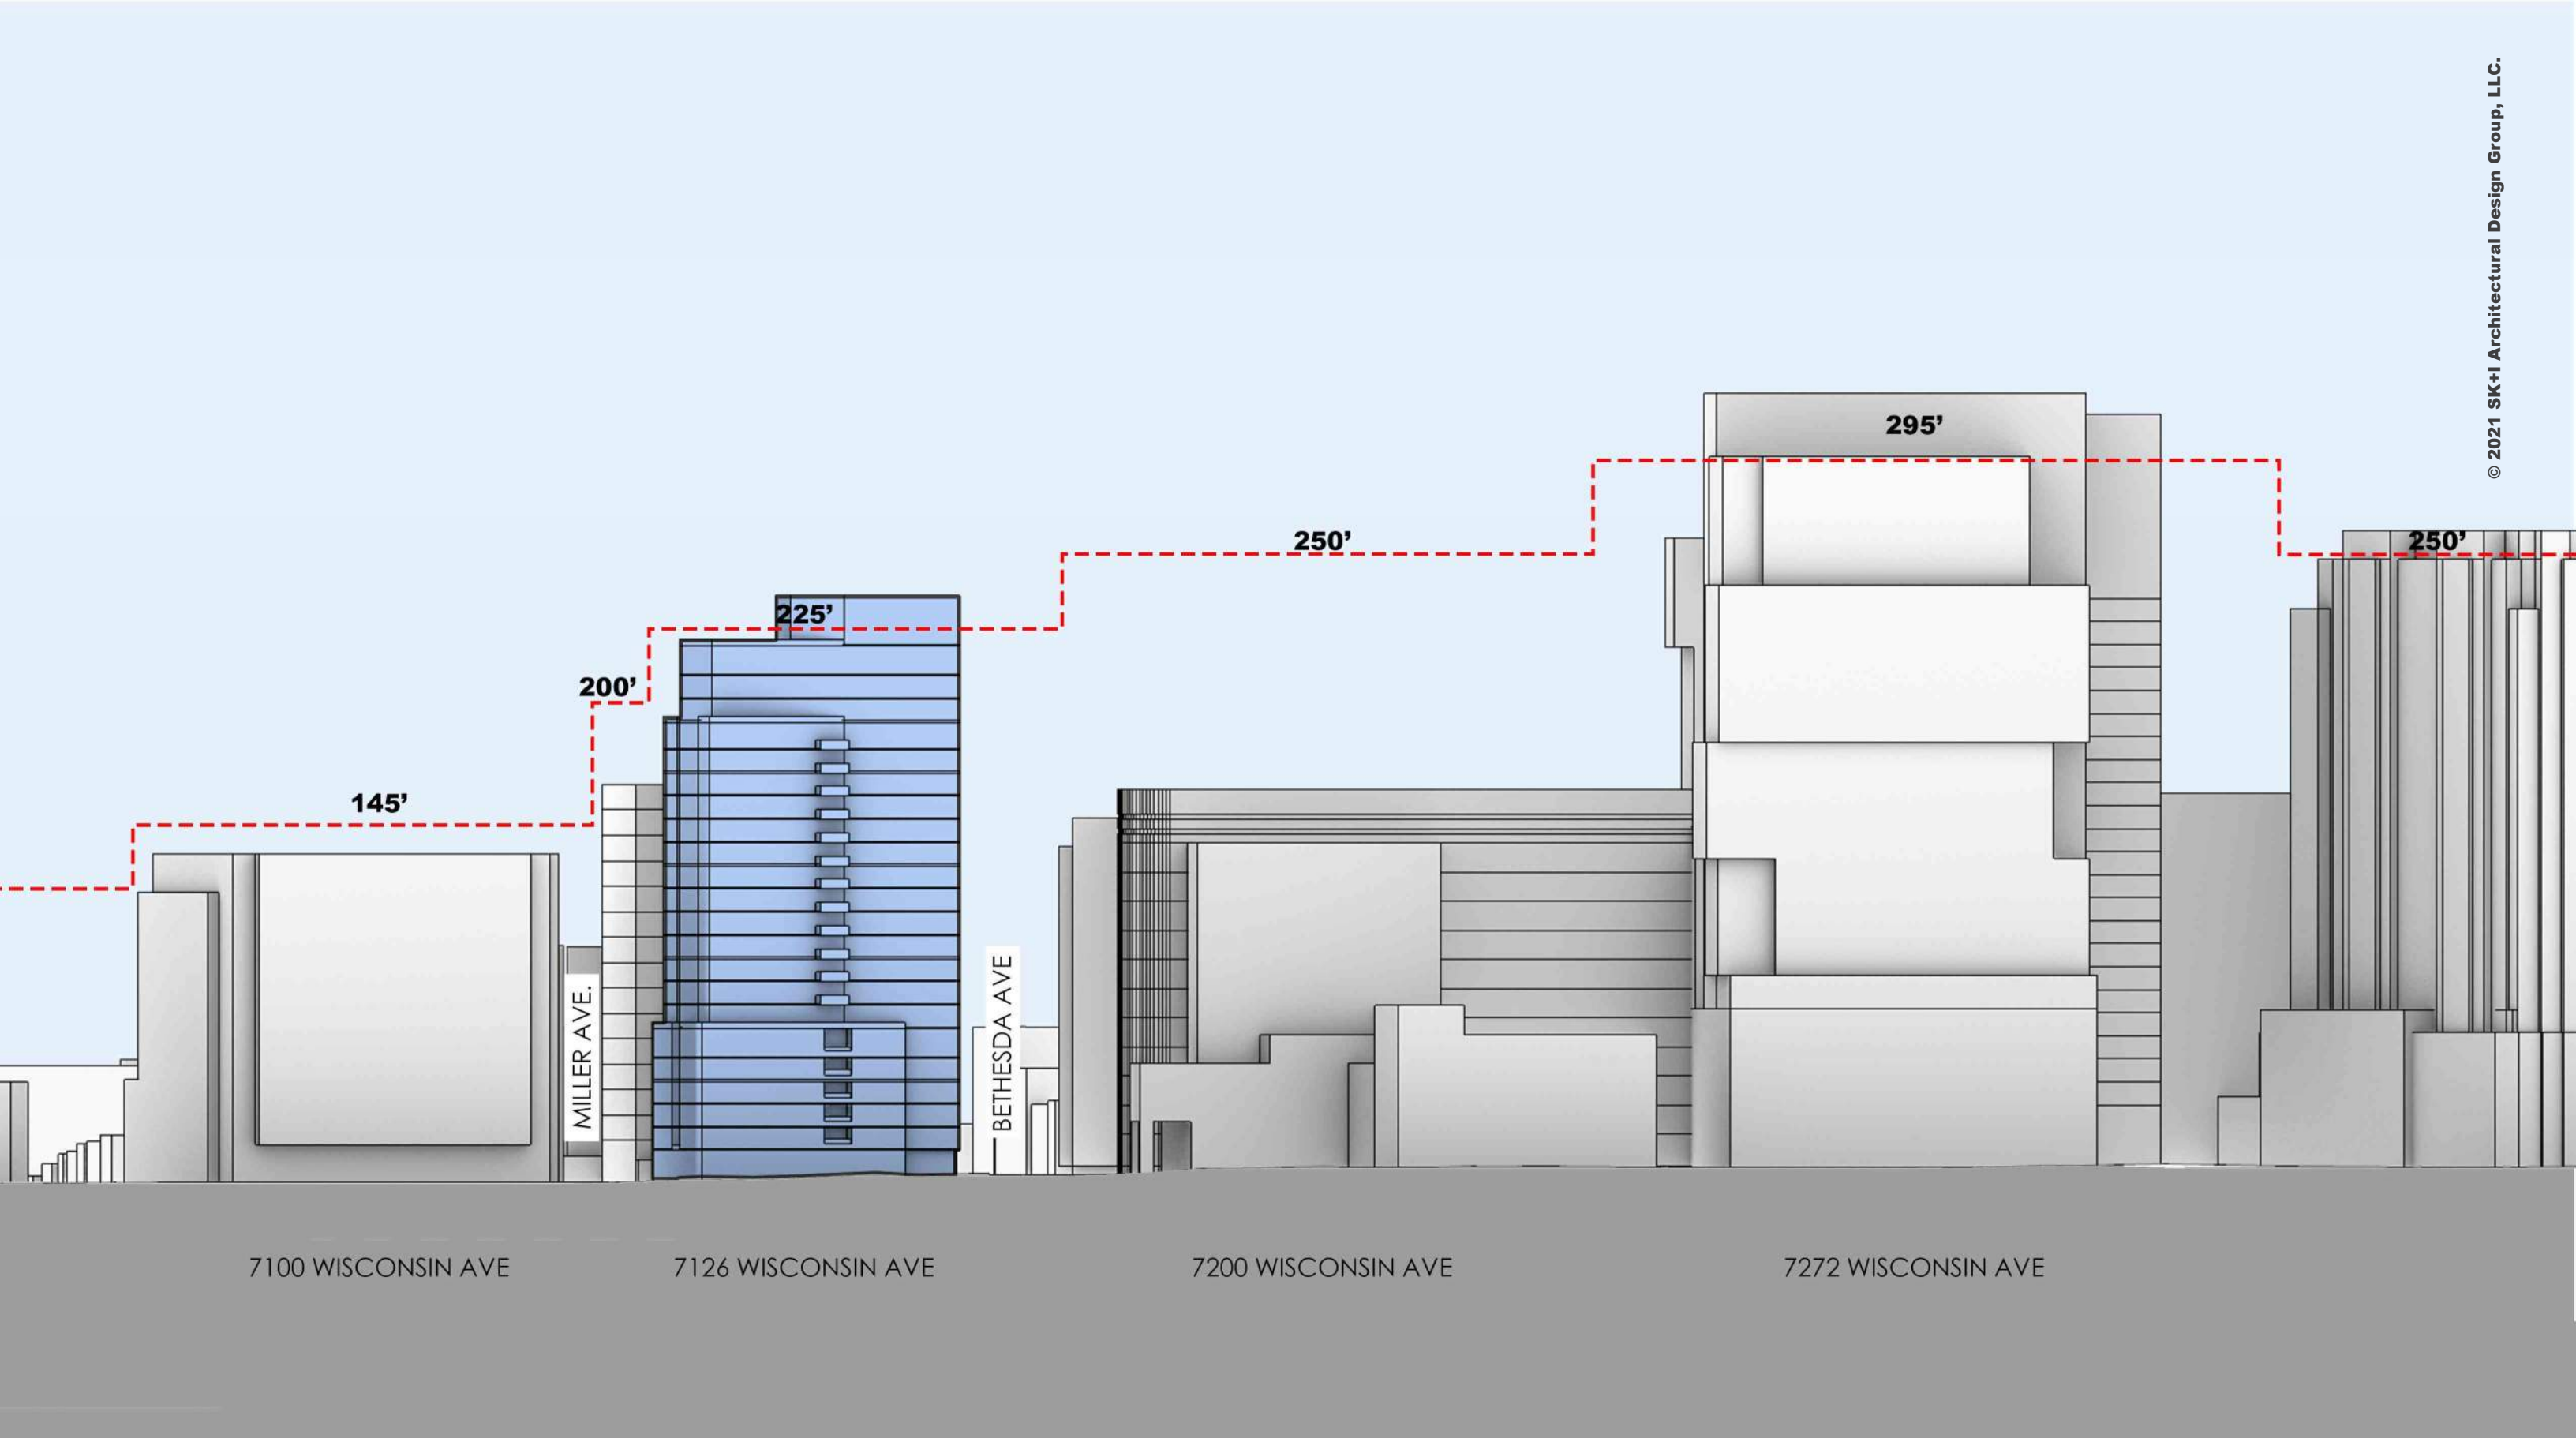 © 2021 SK+I Architectural Design Group, LLC.
295’
250’
250’
225’
200’
145’
MILLER AVE.
BETHESDA AVE
7100 WISCONSIN AVE
7126 WISCONSIN AVE
7200 WISCONSIN AVE
7272 WISCONSIN AVE